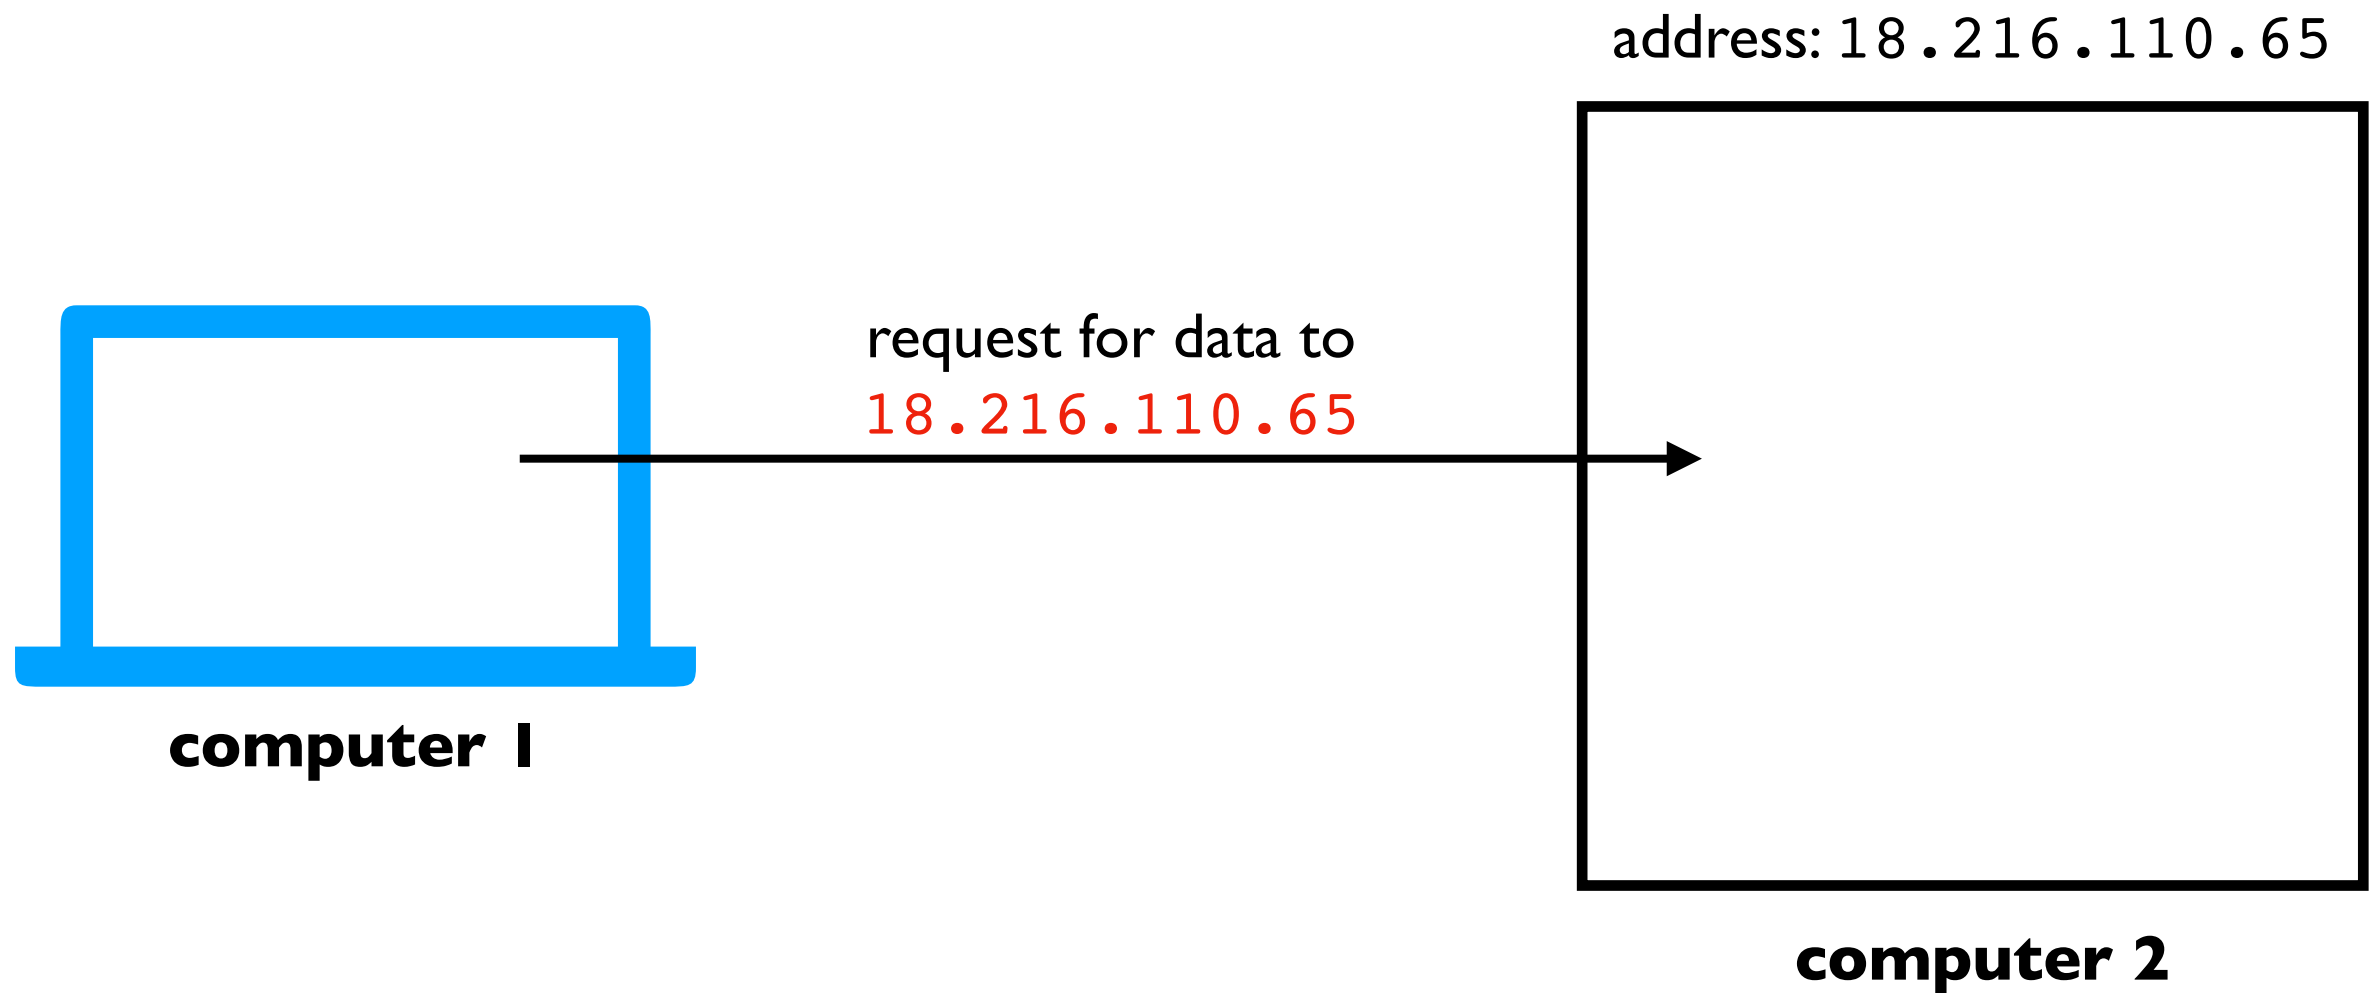 address: 18.216.110.65
request for data to
18.216.110.65
computer 1
computer 2